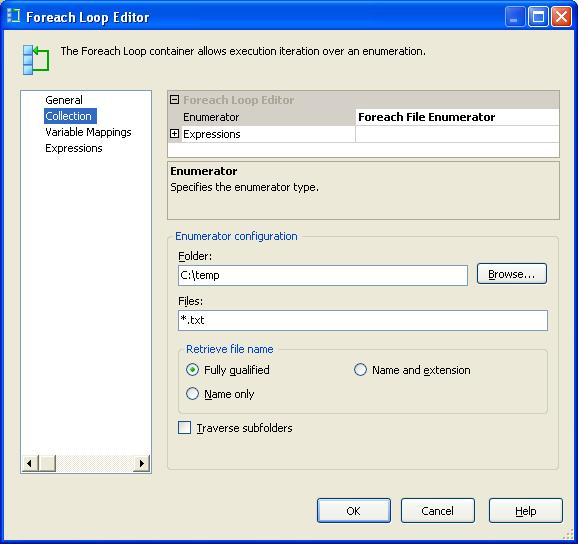 Foreach Loop Editor
The Foreach Loop container allows execution iteration over an enumeration.
General
Collection
Variable Mappings
Expressions
Foreach Loop Editor
Enumerator Foreach File Enumerator
Expressions
Enumerator
Specifies the enumerator type.
Enumerator configuration
Folder:
C:\temp
Browse...
Files:
*.txt
Retrieve file name
Fully qualified
Name and extension
Name only
Traverse subfolders
OK
Cancel
Help